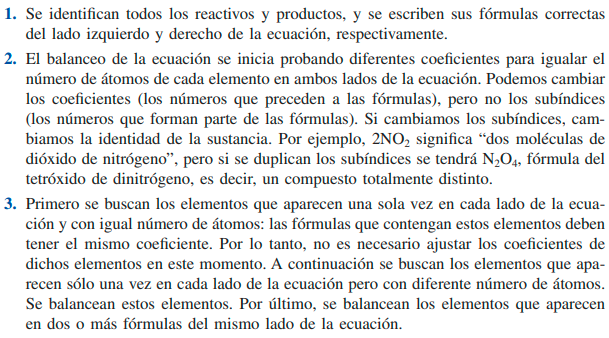 1. Se identifican todos los reactivos y productos, y se escriben sus fórmulas correctas
del lado izquierdo y derecho de la ecuación, respectivamente.
2. El balanceo de la ecuación se inicia probando diferentes coeficientes para igualar el
número de átomos de cada elemento en ambos lados de la ecuación. Podemos cambiar
los coeficientes (los números que preceden a las fórmulas), pero no los subíndices
(los números que forman parte de las fórmulas). Si cambiamos los subíndices, cam-
biamos la identidad de la sustancia. Por ejemplo, 2NO₂ significa “dos moléculas de
dióxido de nitrógeno”, pero si se duplican los subíndices se tendrá N₂O₄, fórmula del
tetróxido de dinitrógeno, es decir, un compuesto totalmente distinto.
3. Primero se buscan los elementos que aparecen una sola vez en cada lado de la ecua-
ción y con igual número de átomos: las fórmulas que contengan estos elementos deben
tener el mismo coeficiente. Por lo tanto, no es necesario ajustar los coeficientes de
dichos elementos en este momento. A continuación se buscan los elementos que apa-
recen sólo una vez en cada lado de la ecuación pero con diferente número de átomos.
Se balancean estos elementos. Por último, se balancean los elementos que aparecen
en dos o más fórmulas del mismo lado de la ecuación.